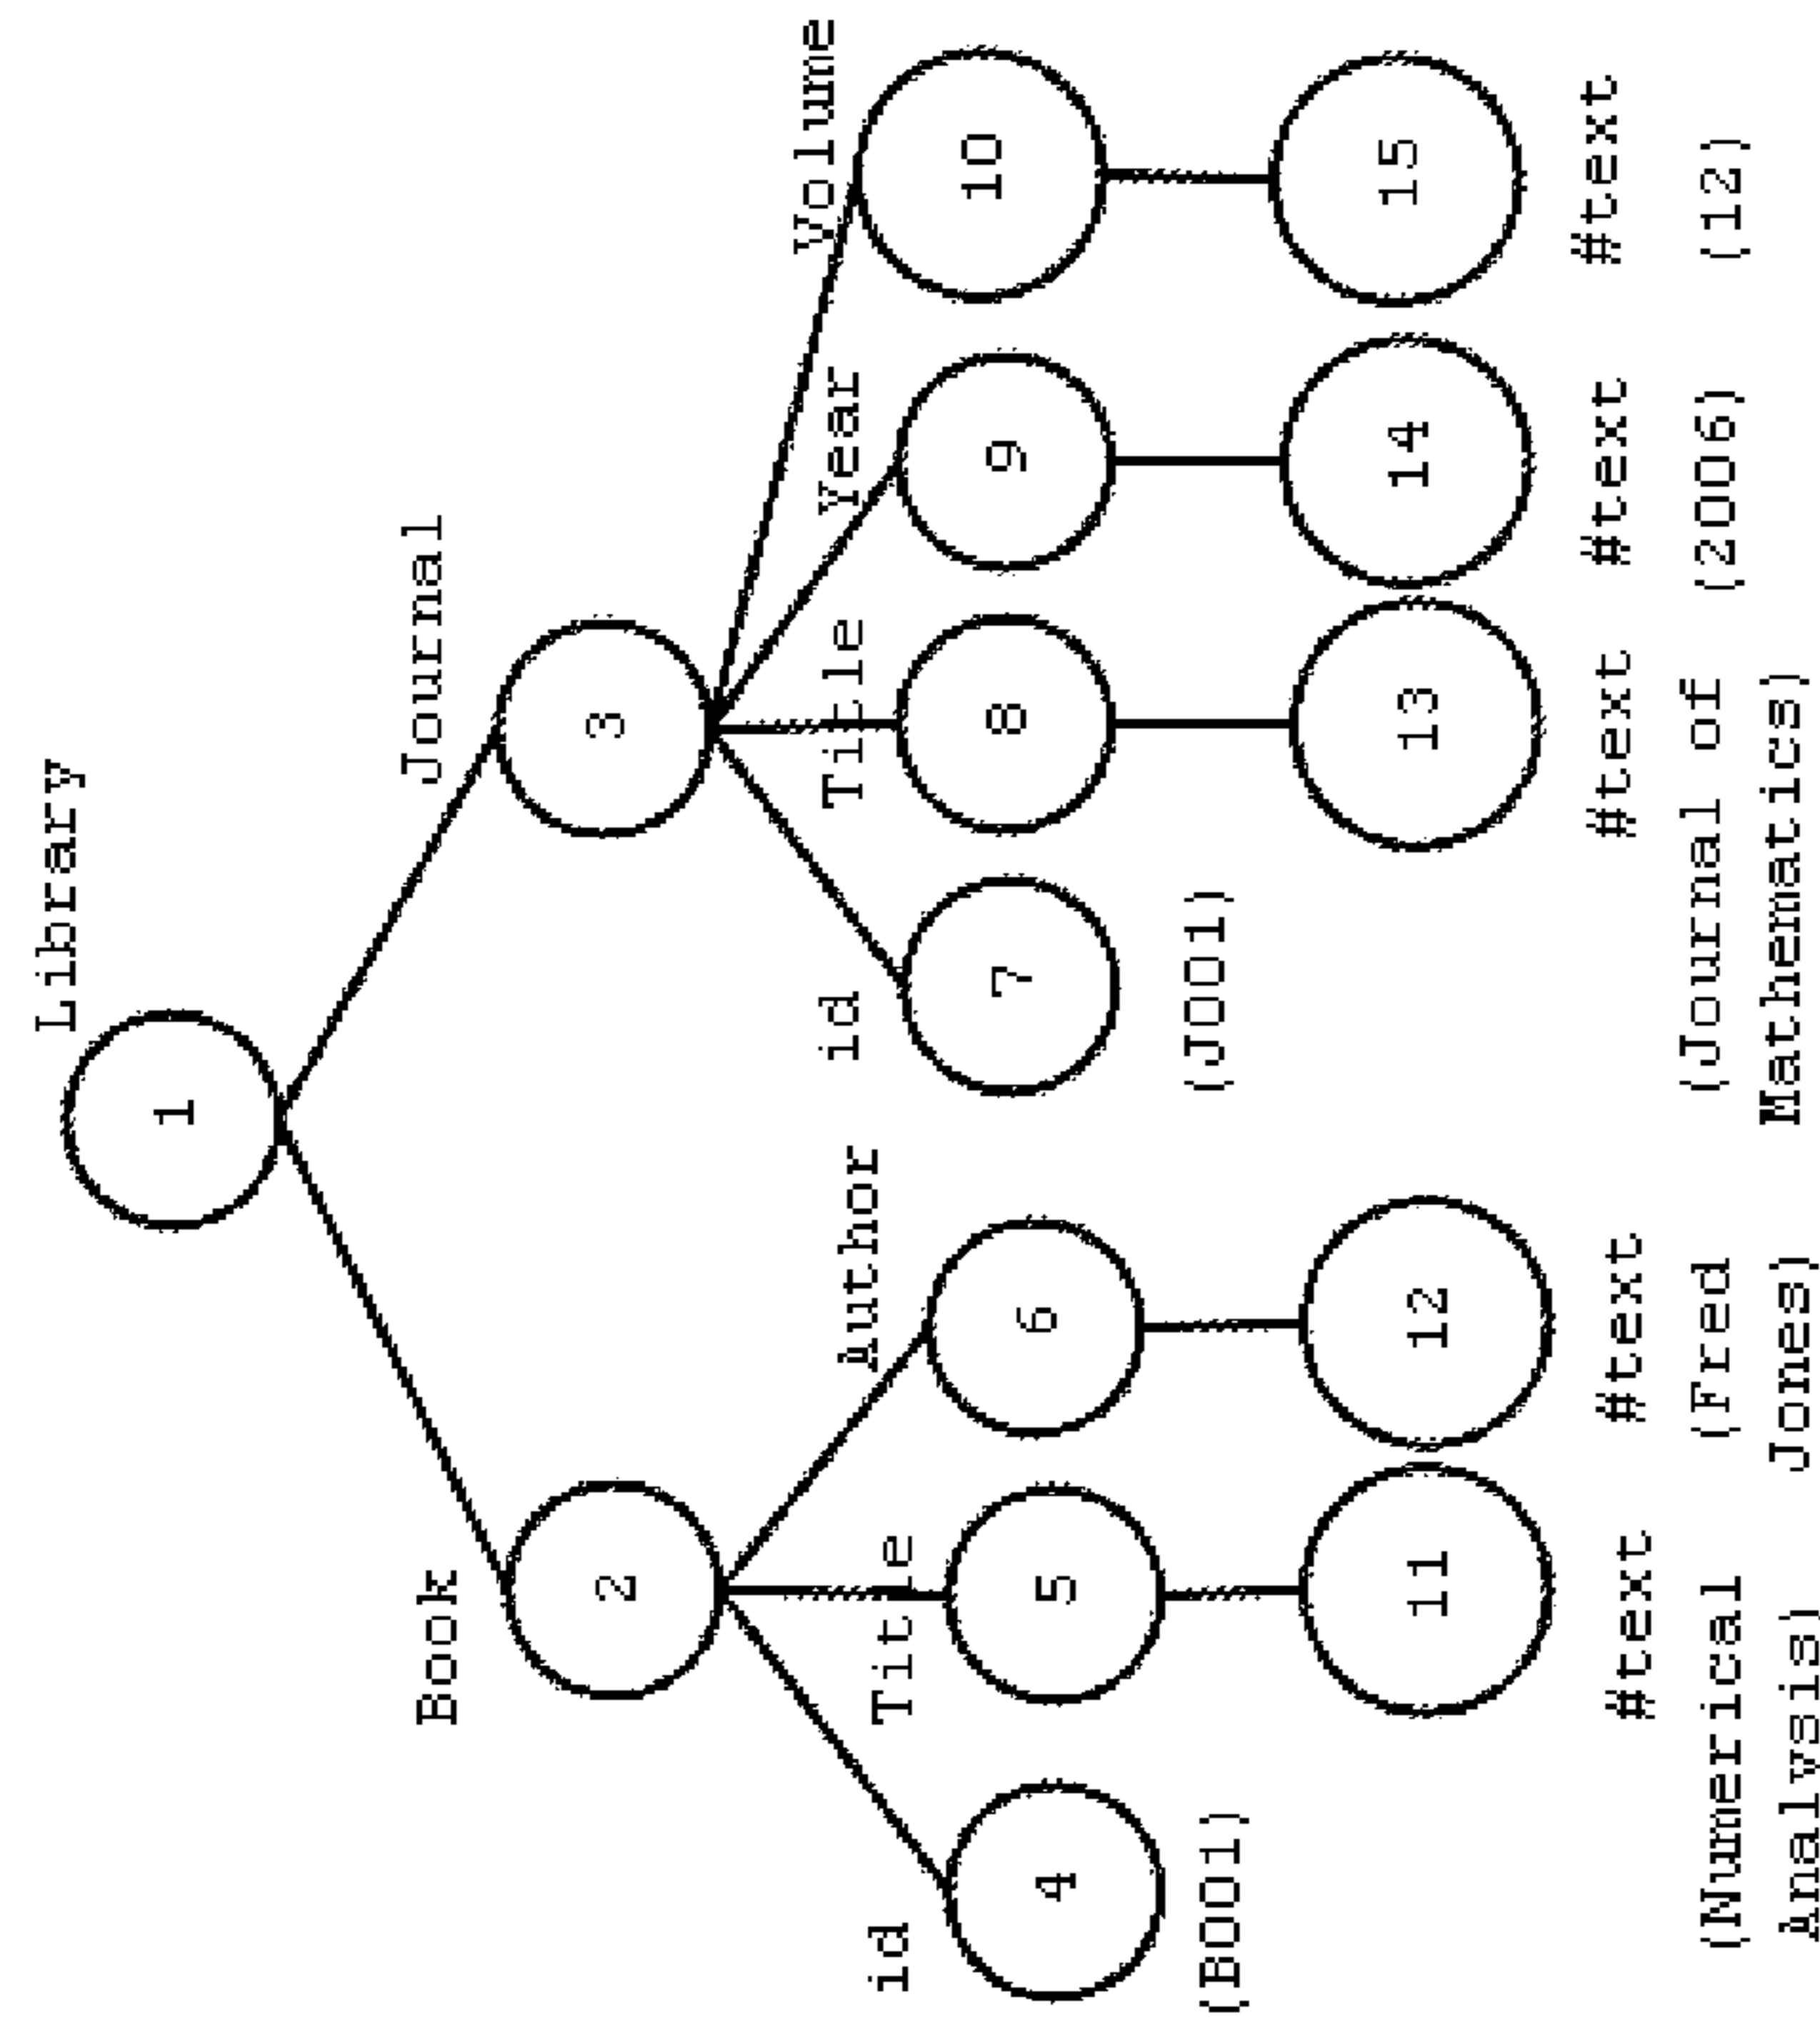 Library
1
Book
Journal
2
3
id
Title
Author
id
Title
Year
Volume
4
5
6
7
8
9
10
(B001)
(J001)
11
12
13
14
15
#text
#text
#text
#text
#text
(Numerical
Analysis)
(Fred
Jones)
(Journal of
Mathematics)
(2006)
(12)